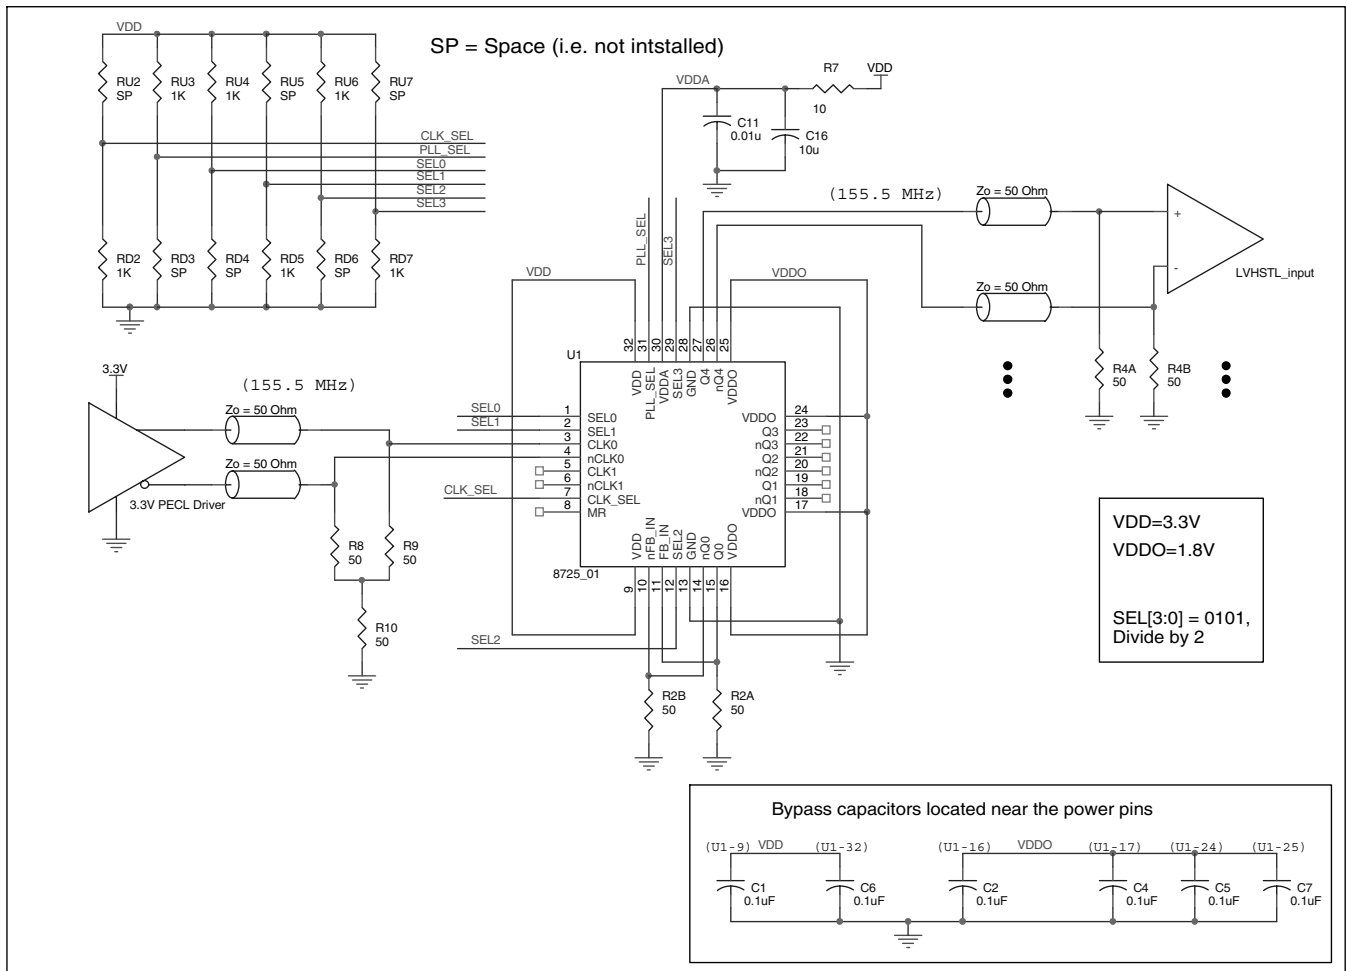 VDD
SP = Space (i.e. not intstalled)
RU2
SP
RU3
1K
RU4
1K
RU5
SP
RU6
1K
RU7
SP
CLK_SEL
PLL_SEL
SEL0
SEL1
SEL2
SEL3
RD2
1K
RD3
SP
RD4
SP
RD5
1K
RD6
SP
RD7
1K
VDDA
R7
10
VDD
C11
0.01u
C16
10u
(155.5 MHz)
Zo = 50 Ohm
Zo = 50 Ohm
+
-
LVHSTL_input
R4A
50
R4B
50
PLL_SEL
SEL3
VDD
VDDO
3.3V
(155.5 MHz)
Zo = 50 Ohm
Zo = 50 Ohm
3.3V PECL Driver
R8
50
R9
50
R10
50
U1
32
31
30
29
28
27
26
25
VDD
PLL_SEL
VDDA
SEL3
GND
Q4
nQ4
VDDO
SEL0
SEL1
CLK_SEL
1 SEL0
2 SEL1
3 CLK0
4 nCLK0
5 CLK1
6 nCLK1
7 CLK_SEL
8 MR
VDDO 24
Q3 23
nQ3 22
Q2 21
nQ2 20
Q1 19
nQ1 18
VDDO 17
VDD
nFB_IN
FB_IN
SEL2
GND
nQ0
Q0
VDDO
8725_01
9
10
11
12
13
14
15
16
SEL2
R2B
50
R2A
50
VDD=3.3V
VDDO=1.8V
SEL[3:0] = 0101,
Divide by 2
Bypass capacitors located near the power pins
(U1-9) VDD (U1-32) (U1-16) VDDO (U1-17) (U1-24) (U1-25)
C1
0.1uF
C6
0.1uF
C2
0.1uF
C4
0.1uF
C5
0.1uF
C7
0.1uF